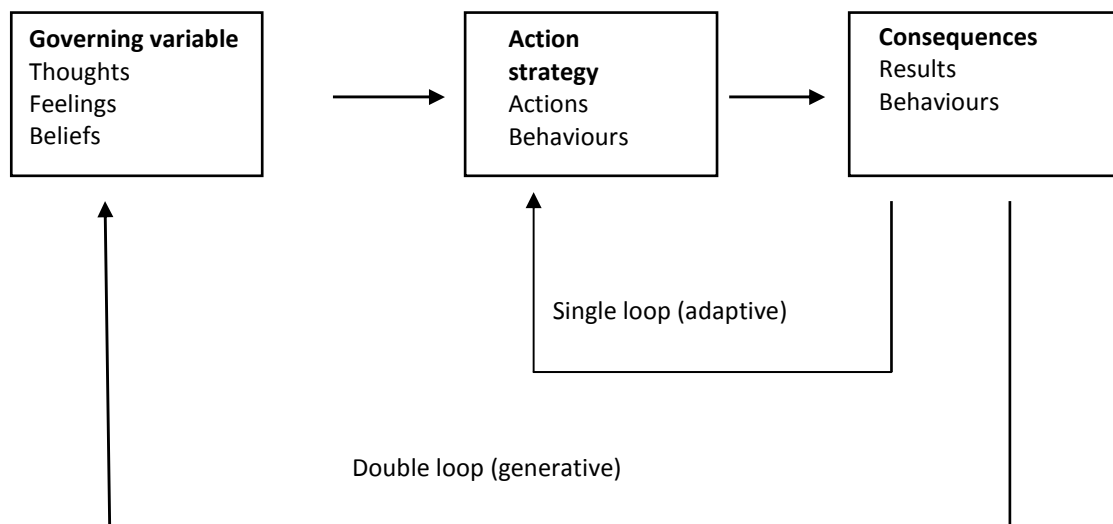 Governing variable
Thoughts
Feelings
Beliefs
Action
strategy
Actions
Behaviours
Consequences
Results
Behaviours
Single loop (adaptive)
Double loop (generative)